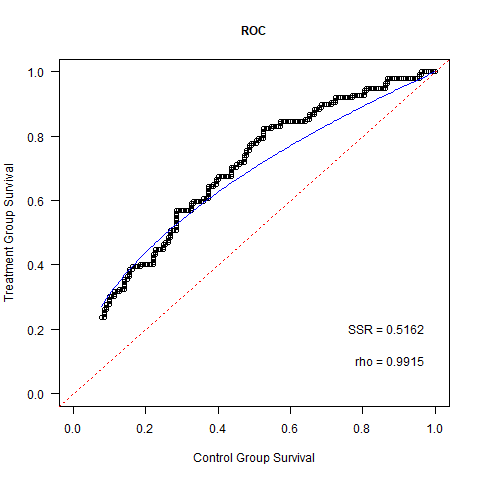 ROC
Treatment Group Survival
1.0
0.8
0.6
0.4
0.2
0.0
SSR = 0.5162
rho = 0.9915
0.0 0.2 0.4 0.6 0.8 1.0
Control Group Survival